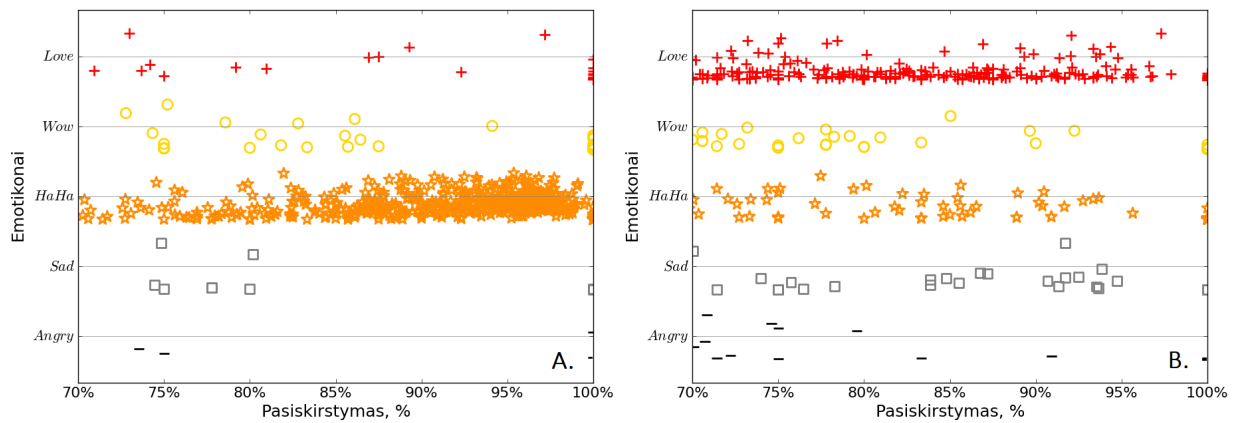 Emotikonai
Love
Wow
HaHa
Sad
Angry
A.
70% 75% 80% 85% 90% 95% 100%
Pasiskirstymas, %
Emotikonai
Love
Wow
HaHa
Sad
Angry
B.
70% 75% 80% 85% 90% 95% 100%
Pasiskirstymas, %